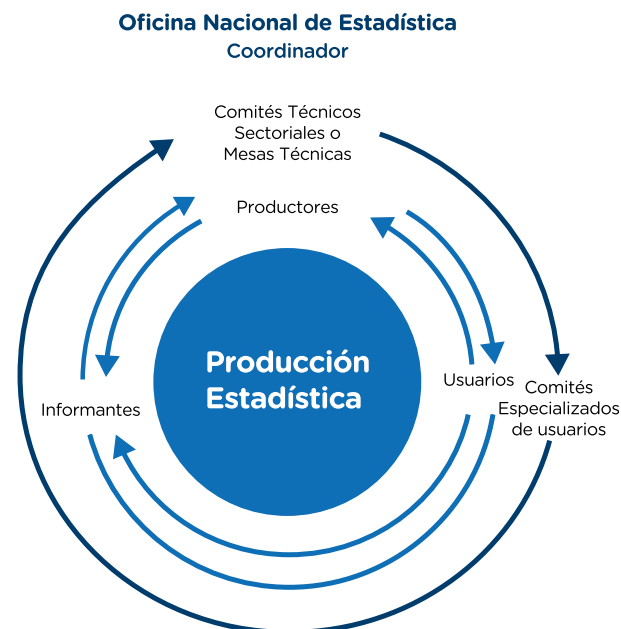 Oficina Nacional de Estadística
Coordinador
Comités Técnicos
Sectoriales o
Mesas Técnicas
Productores
Producción
Estadística
Informantes
Usuarios
Comités
Especializados
de usuarios